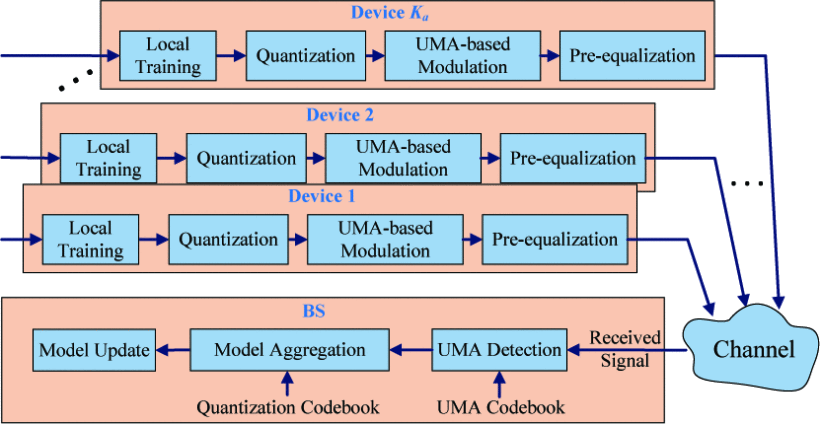 Device Ka
Local Training
Quantization
UMA-based Modulation
Pre-equalization
Device 2
Local Training
Quantization
UMA-based Modulation
Pre-equalization
Device 1
Local Training
Quantization
UMA-based Modulation
Pre-equalization
BS
Model Update
Model Aggregation
UMA Detection
Received Signal
Channel
Quantization Codebook
UMA Codebook